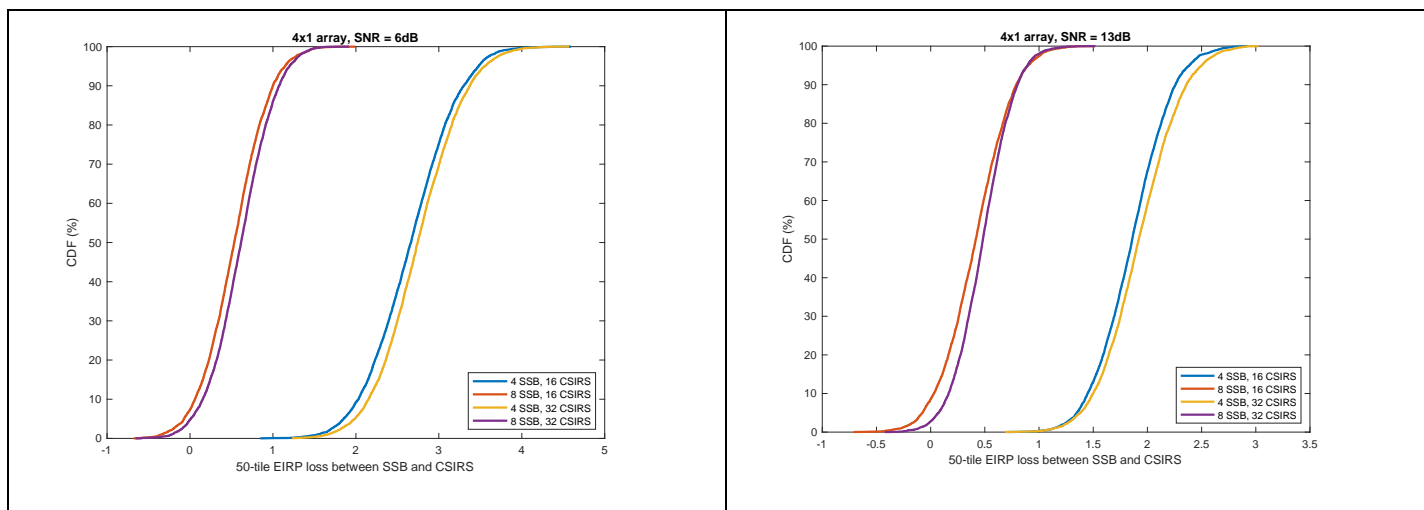 4x1 array, SNR = 6dB
100
90
80
70
60
50
40
30
20
10
0
CDF (%)
-1 0 1 2 3 4 5
50-tile EIRP loss between SSB and CSIRS
4 SSB, 16 CSIRS
8 SSB, 16 CSIRS
4 SSB, 32 CSIRS
8 SSB, 32 CSIRS
4x1 array, SNR = 13dB
100
90
80
70
60
50
40
30
20
10
0
CDF (%)
-1 -0.5 0 0.5 1 1.5 2 2.5 3 3.5
50-tile EIRP loss between SSB and CSIRS
4 SSB, 16 CSIRS
8 SSB, 16 CSIRS
4 SSB, 32 CSIRS
8 SSB, 32 CSIRS